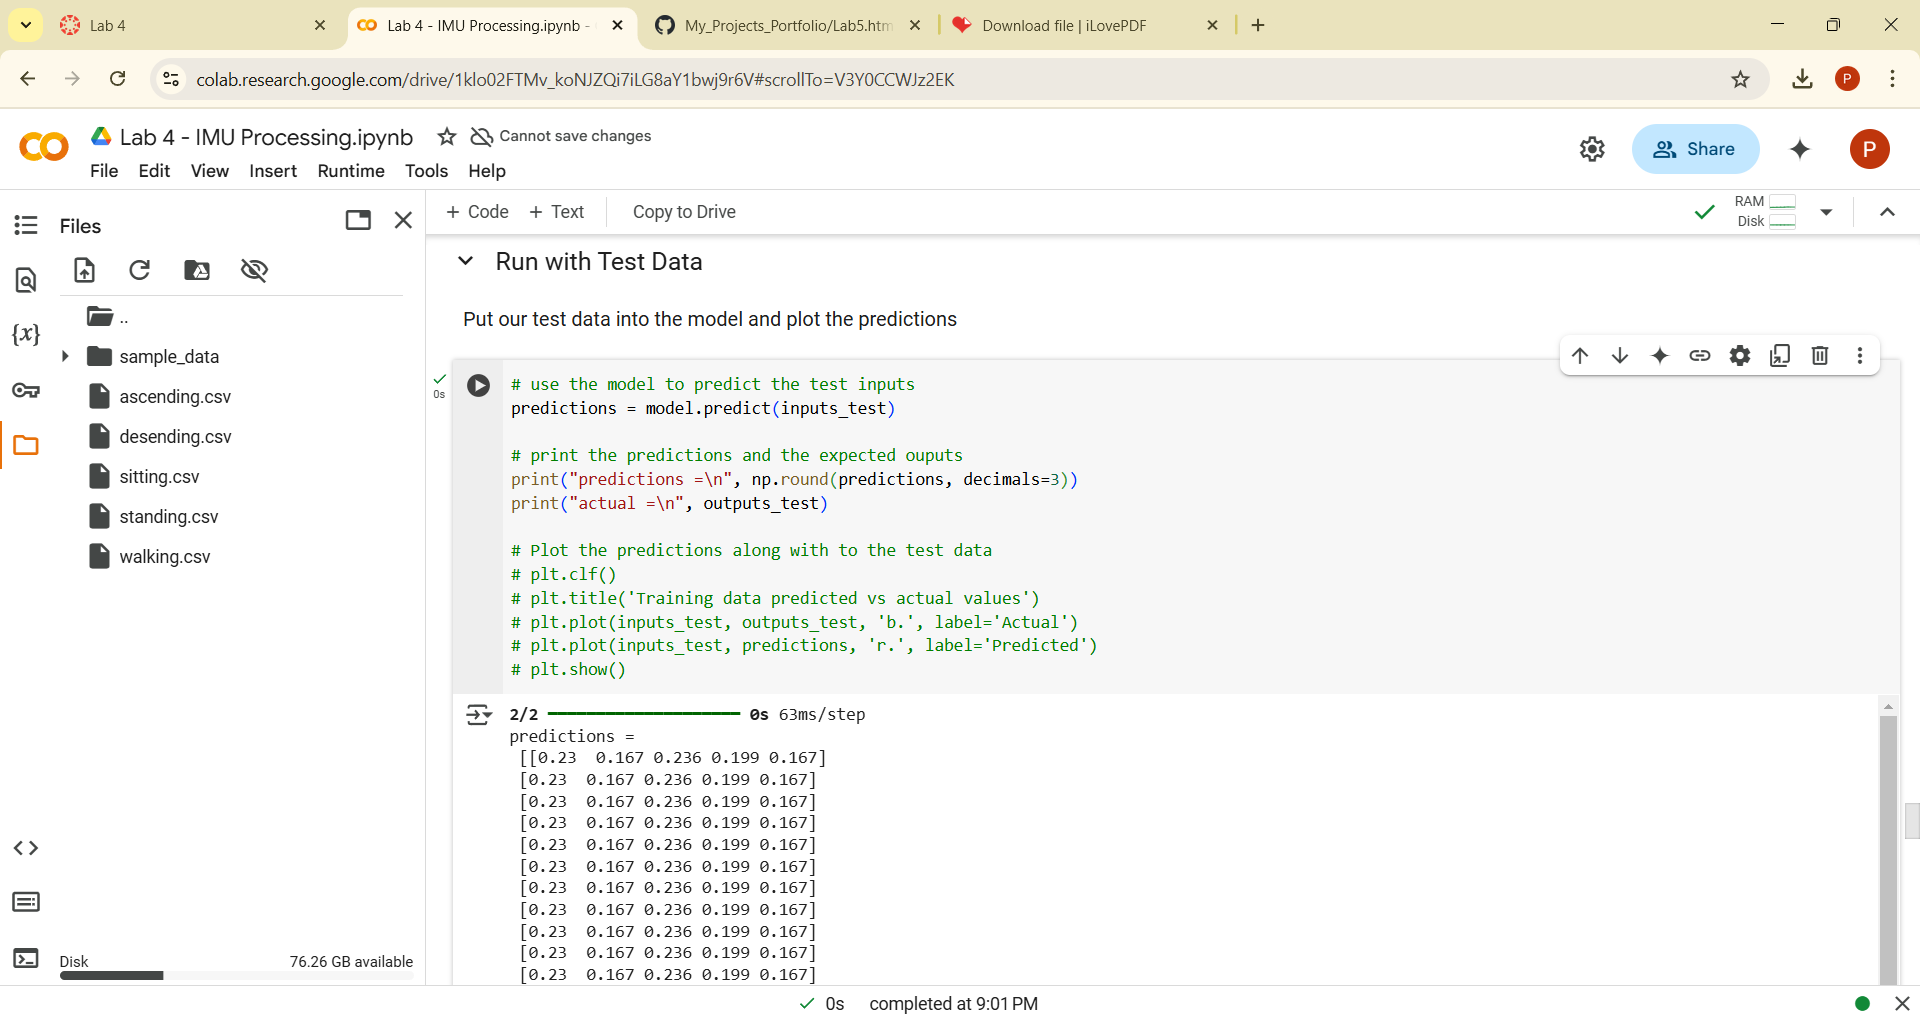 Lab 4
Lab 4 - IMU Processing.ipynb -
My_Projects_Portfolio/Lab5.htm
Download file | iLovePDF
colab.research.google.com/drive/1klo02FTMv_koNJZQi7iLG8aY1bwj9r6V#scrollTo=V3Y0CCWJz2EK
P
CO
Lab 4 - IMU Processing.ipynb
Cannot save changes
File Edit View Insert Runtime Tools Help
Share
P
Files
+ Code + Text
Copy to Drive
RAM
Disk
..
sample_data
ascending.csv
desending.csv
sitting.csv
standing.csv
walking.csv
{x}
Disk
76.26 GB available
Run with Test Data
Put our test data into the model and plot the predictions
0s
# use the model to predict the test inputs
predictions = model.predict(inputs_test)
# print the predictions and the expected ouputs
print("predictions =\n", np.round(predictions, decimals=3))
print("actual =\n", outputs_test)
# Plot the predictions along with to the test data
# plt.clf()
# plt.title('Training data predicted vs actual values')
# plt.plot(inputs_test, outputs_test, 'b.', label='Actual')
# plt.plot(inputs_test, predictions, 'r.', label='Predicted')
# plt.show()
2/2 ━━━━━━━━━━━━━━━━━━━━ 0s 63ms/step
predictions =
[[0.23  0.167 0.236 0.199 0.167]
[0.23  0.167 0.236 0.199 0.167]
[0.23  0.167 0.236 0.199 0.167]
[0.23  0.167 0.236 0.199 0.167]
[0.23  0.167 0.236 0.199 0.167]
[0.23  0.167 0.236 0.199 0.167]
[0.23  0.167 0.236 0.199 0.167]
[0.23  0.167 0.236 0.199 0.167]
[0.23  0.167 0.236 0.199 0.167]
[0.23  0.167 0.236 0.199 0.167]
[0.23  0.167 0.236 0.199 0.167]
0s completed at 9:01 PM